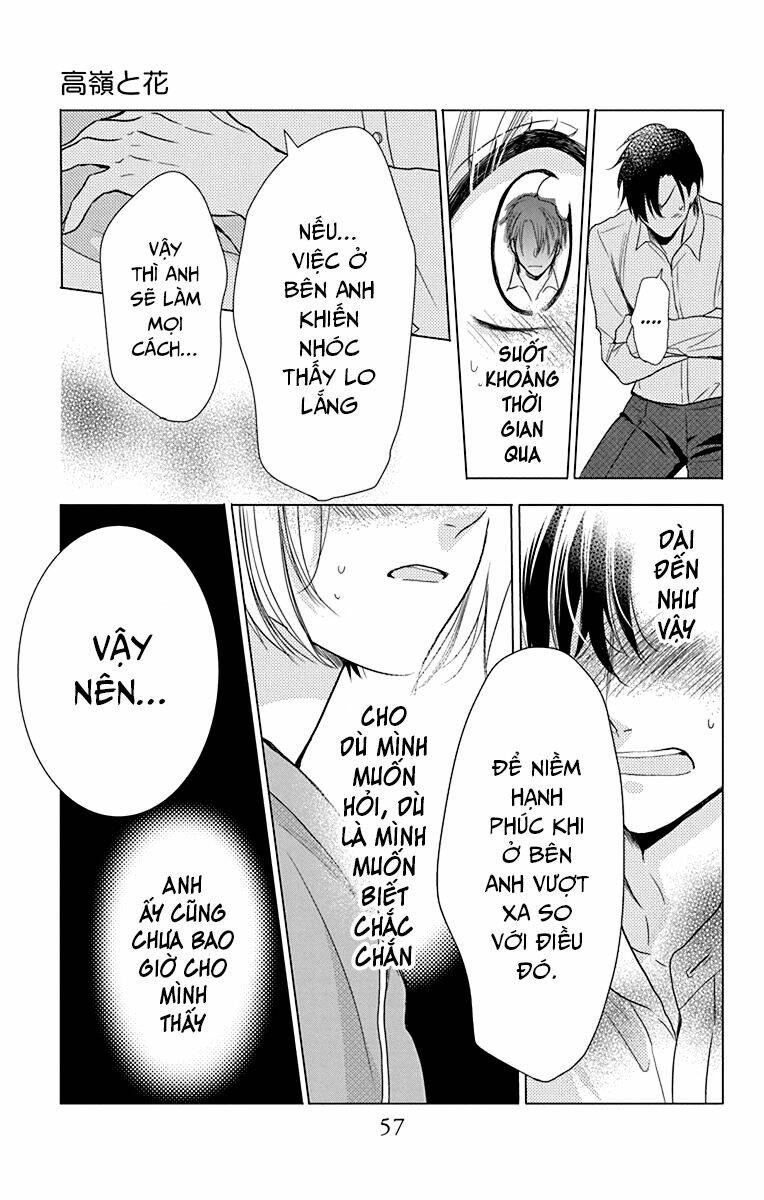 高嶺と花
....
SUỐT
KHOẢNG
THỜI
GIAN
QUA
NẾU...
VIỆC Ở
BÊN ANH
KHIẾN
NHÓC
THẤY LO
LẮNG
VẬY
THÌ ANH
SẼ LÀM
MỌI
CÁCH...
DÀI
ĐẾN
NHƯ
VẬY
ĐỂ NIỀM
HẠNH
PHÚC KHI
Ở BÊN
ANH VƯỢT
XA SO
VỚI ĐIỀU
ĐÓ.
CHO
DÙ MÌNH
MUỐN
HỎI, DÙ
LÀ MÌNH
MUỐN
BIẾT
CHẮC
CHẮN
VẬY
NÊN...
ANH
ẤY CŨNG
CHƯA BAO
GIỜ CHO
MÌNH
THẤY
57